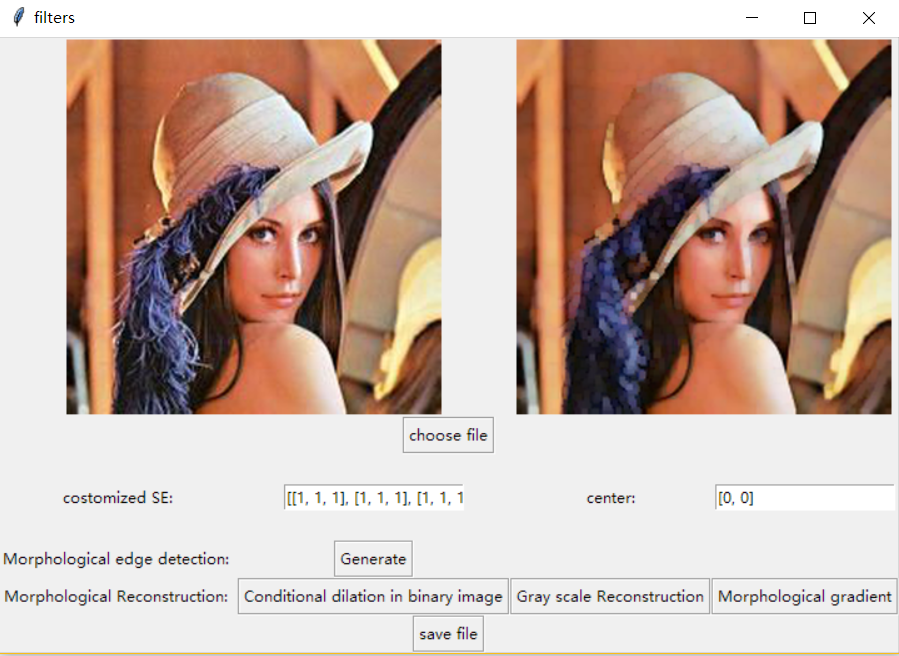 filters
choose file
costomized SE: [[1, 1, 1], [1, 1, 1], [1, 1, 1 center: [0, 0]
Morphological edge detection: Generate
Morphological Reconstruction: Conditional dilation in binary image Gray scale Reconstruction Morphological gradient
save file